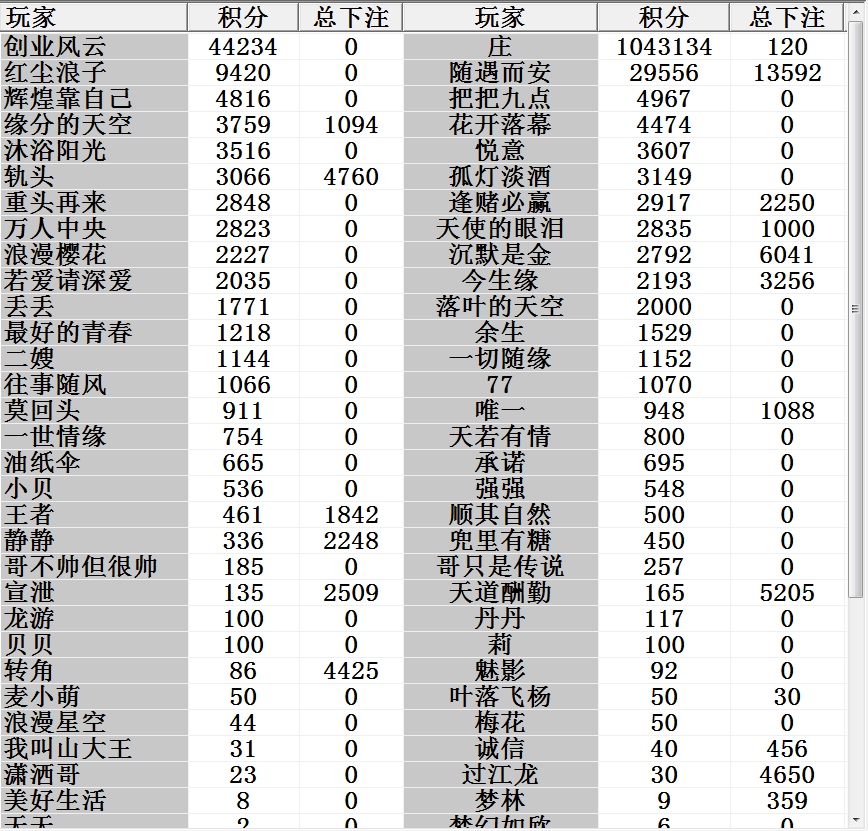 玩家 积分 总下注 玩家 积分 总下注
创业风云 44234 0 庄 1043134 120
红尘浪子 9420 0 随遇而安 29556 13592
辉煌靠自己 4816 0 把把九点 4967 0
缘分的天空 3759 1094 花开落幕 4474 0
沐浴阳光 3516 0 悦意 3607 0
轨头 3066 4760 孤灯淡酒 3149 0
重头再来 2848 0 逢赌必赢 2917 2250
万人中央 2823 0 天使的眼泪 2835 1000
浪漫樱花 2227 0 沉默是金 2792 6041
若爱请深爱 2035 0 今生缘 2193 3256
丢丢 1771 0 落叶的天空 2000 0
最好的青春 1218 0 余生 1529 0
二嫂 1144 0 一切随缘 1152 0
往事随风 1066 0 77 1070 0
莫回头 911 0 唯一 948 1088
一世情缘 754 0 天若有情 800 0
油纸伞 665 0 承诺 695 0
小贝 536 0 强强 548 0
王者 461 1842 顺其自然 500 0
静静 336 2248 兜里有糖 450 0
哥不帅但很帅 185 0 哥只是传说 257 0
宣泄 135 2509 天道酬勤 165 5205
龙游 100 0 丹丹 117 0
贝贝 100 0 莉 100 0
转角 86 4425 魅影 92 0
麦小萌 50 0 叶落飞杨 50 30
浪漫星空 44 0 梅花 50 0
我叫山大王 31 0 诚信 40 456
潇洒哥 23 0 过江龙 30 4650
美好生活 8 0 梦林 9 359
天天 2 0 梦幻如欣 6 0